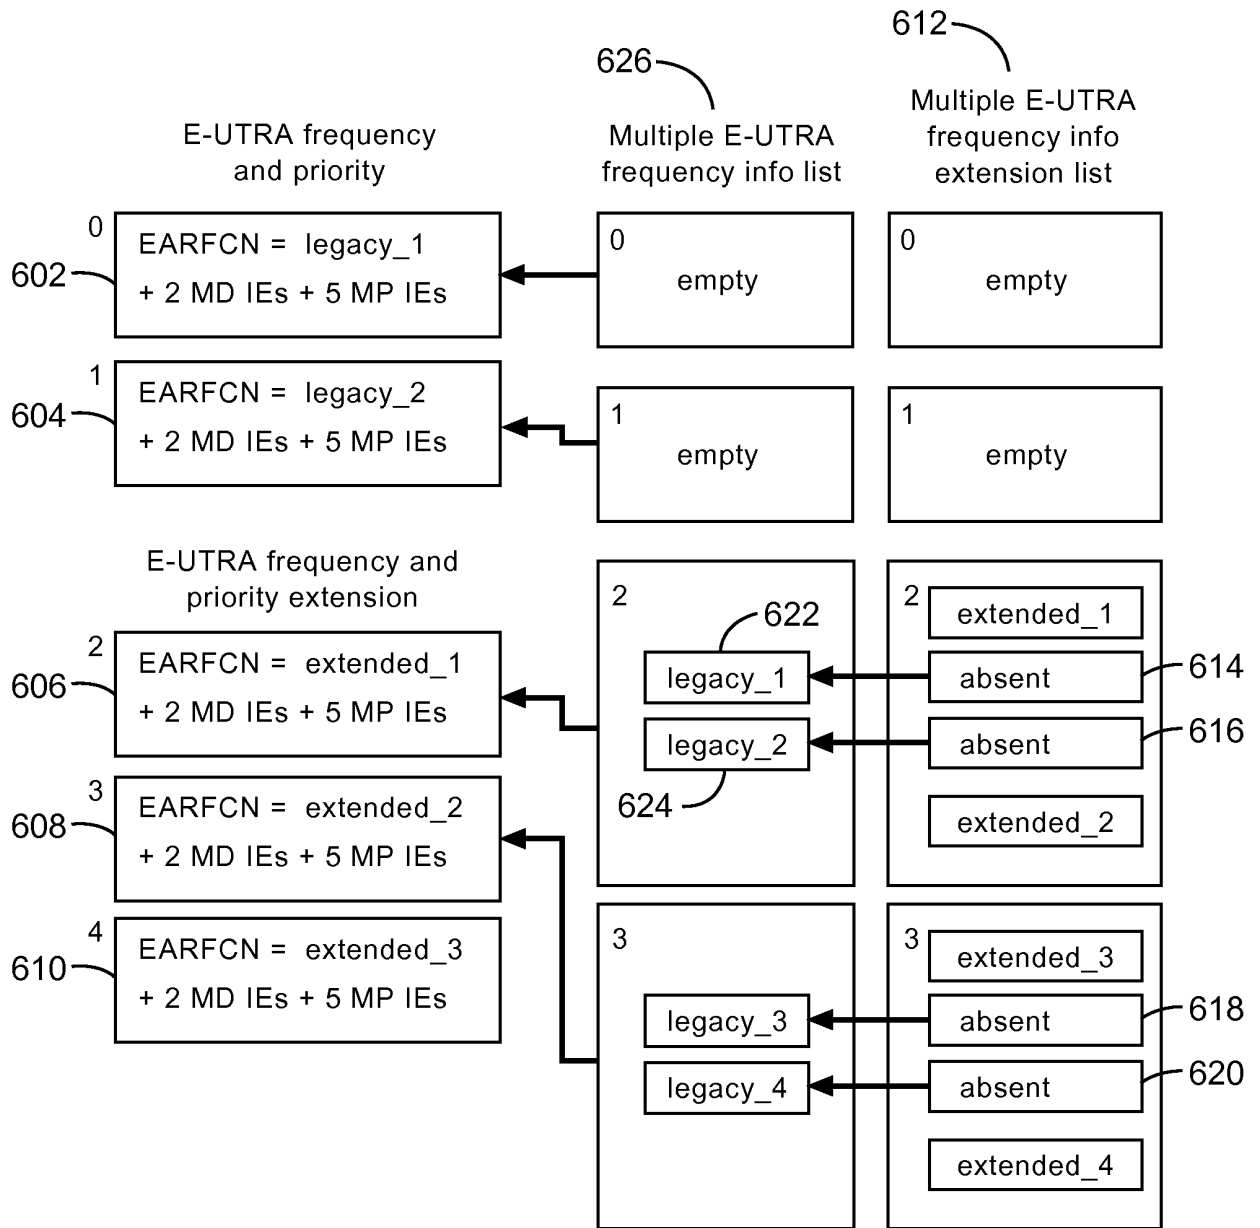 612
626
Multiple E-UTRA
frequency info
extension list
Multiple E-UTRA
frequency info list
E-UTRA frequency
and priority
0
602
EARFCN = legacy_1
+ 2 MD IEs + 5 MP IEs
0
empty
0
empty
1
604
EARFCN = legacy_2
+ 2 MD IEs + 5 MP IEs
1
empty
1
empty
E-UTRA frequency and
priority extension
2
606
EARFCN = extended_1
+ 2 MD IEs + 5 MP IEs
3
608
EARFCN = extended_2
+ 2 MD IEs + 5 MP IEs
4
610
EARFCN = extended_3
+ 2 MD IEs + 5 MP IEs
2
622
legacy_1
legacy_2
624
2
extended_1
absent
614
absent
616
extended_2
3
legacy_3
legacy_4
3
extended_3
absent
618
absent
620
extended_4